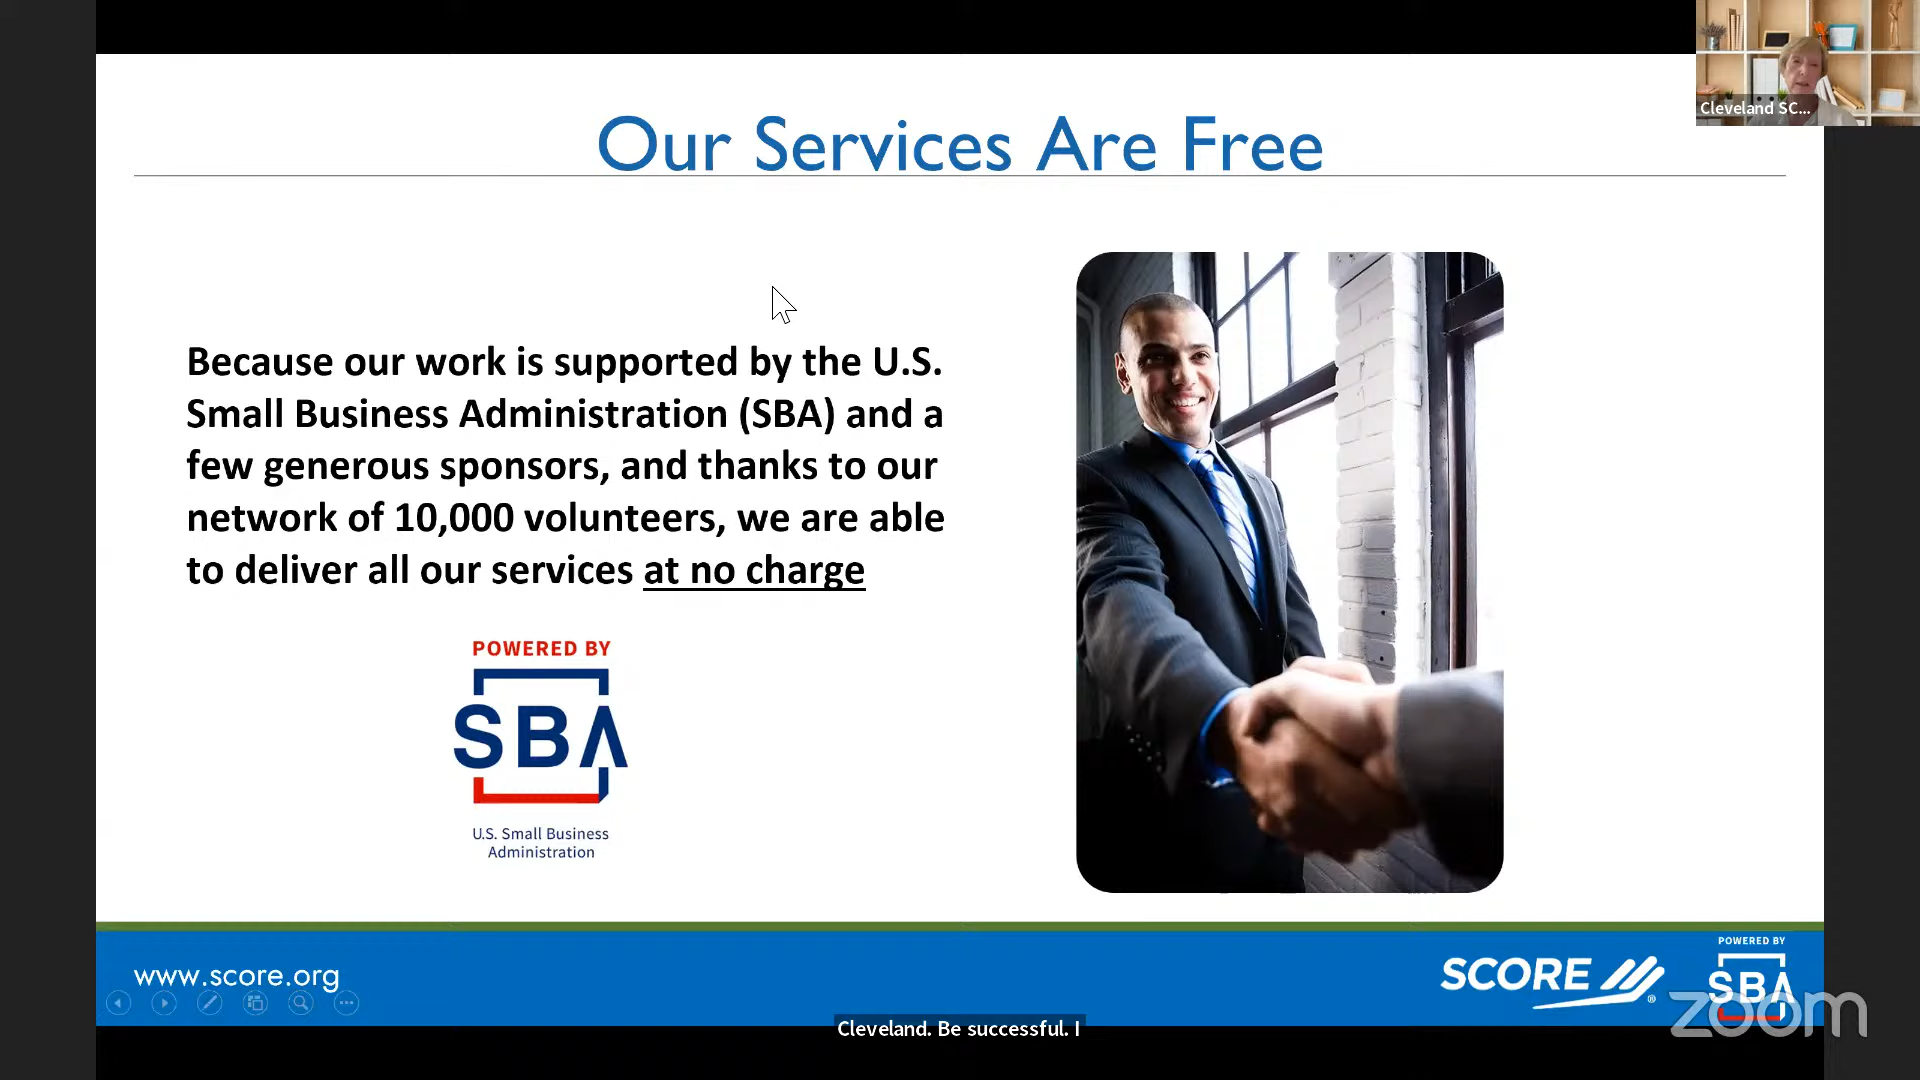 Cleveland SC...
Our Services Are Free
Because our work is supported by the U.S.
Small Business Administration (SBA) and a
few generous sponsors, and thanks to our
network of 10,000 volunteers, we are able
to deliver all our services at no charge
POWERED BY
SBA
U.S. Small Business
Administration
www.score.org
SCORE
®
POWERED BY
SBA
zoom
Cleveland. Be successful. I